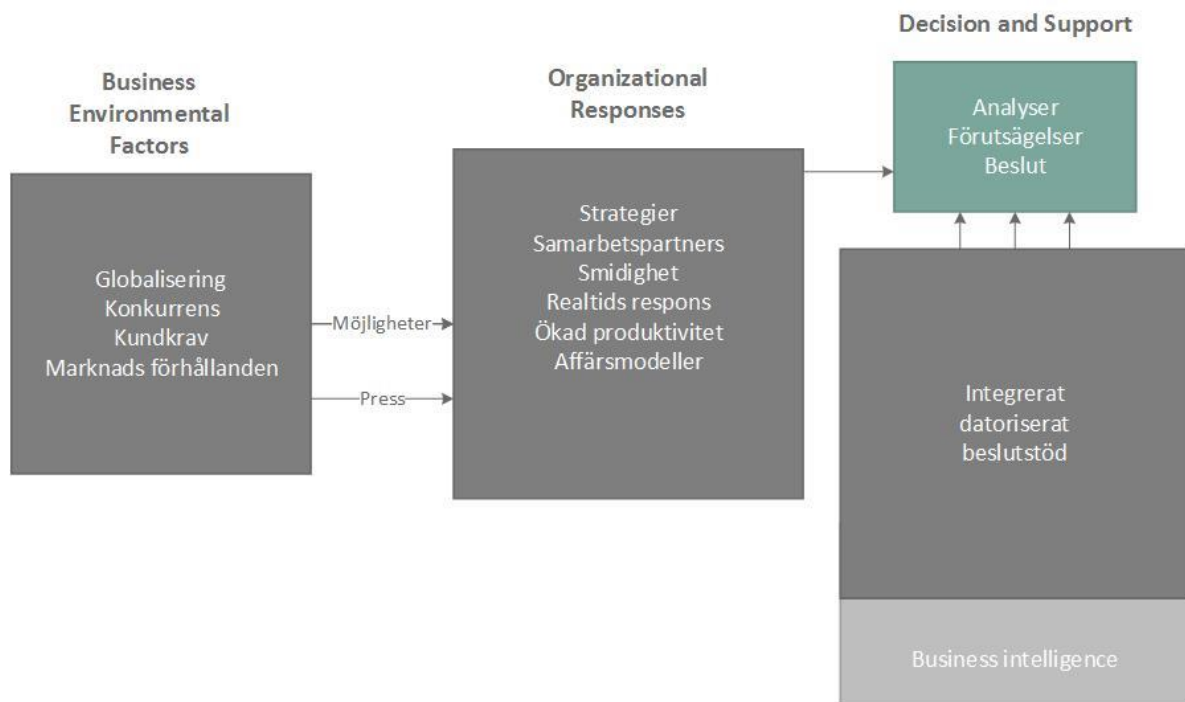 Business
Environmental
Factors
Globalisering
Konkurrens
Kundkrav
Marknads förhållanden
Möjligheter
Press
Organizational
Responses
Strategier
Samarbetspartners
Smidighet
Realtids respons
Ökad produktivitet
Affärsmodeller
Decision and Support
Analyser
Förutsägelser
Beslut
Integrerat
datoriserat
beslutstöd
Business intelligence